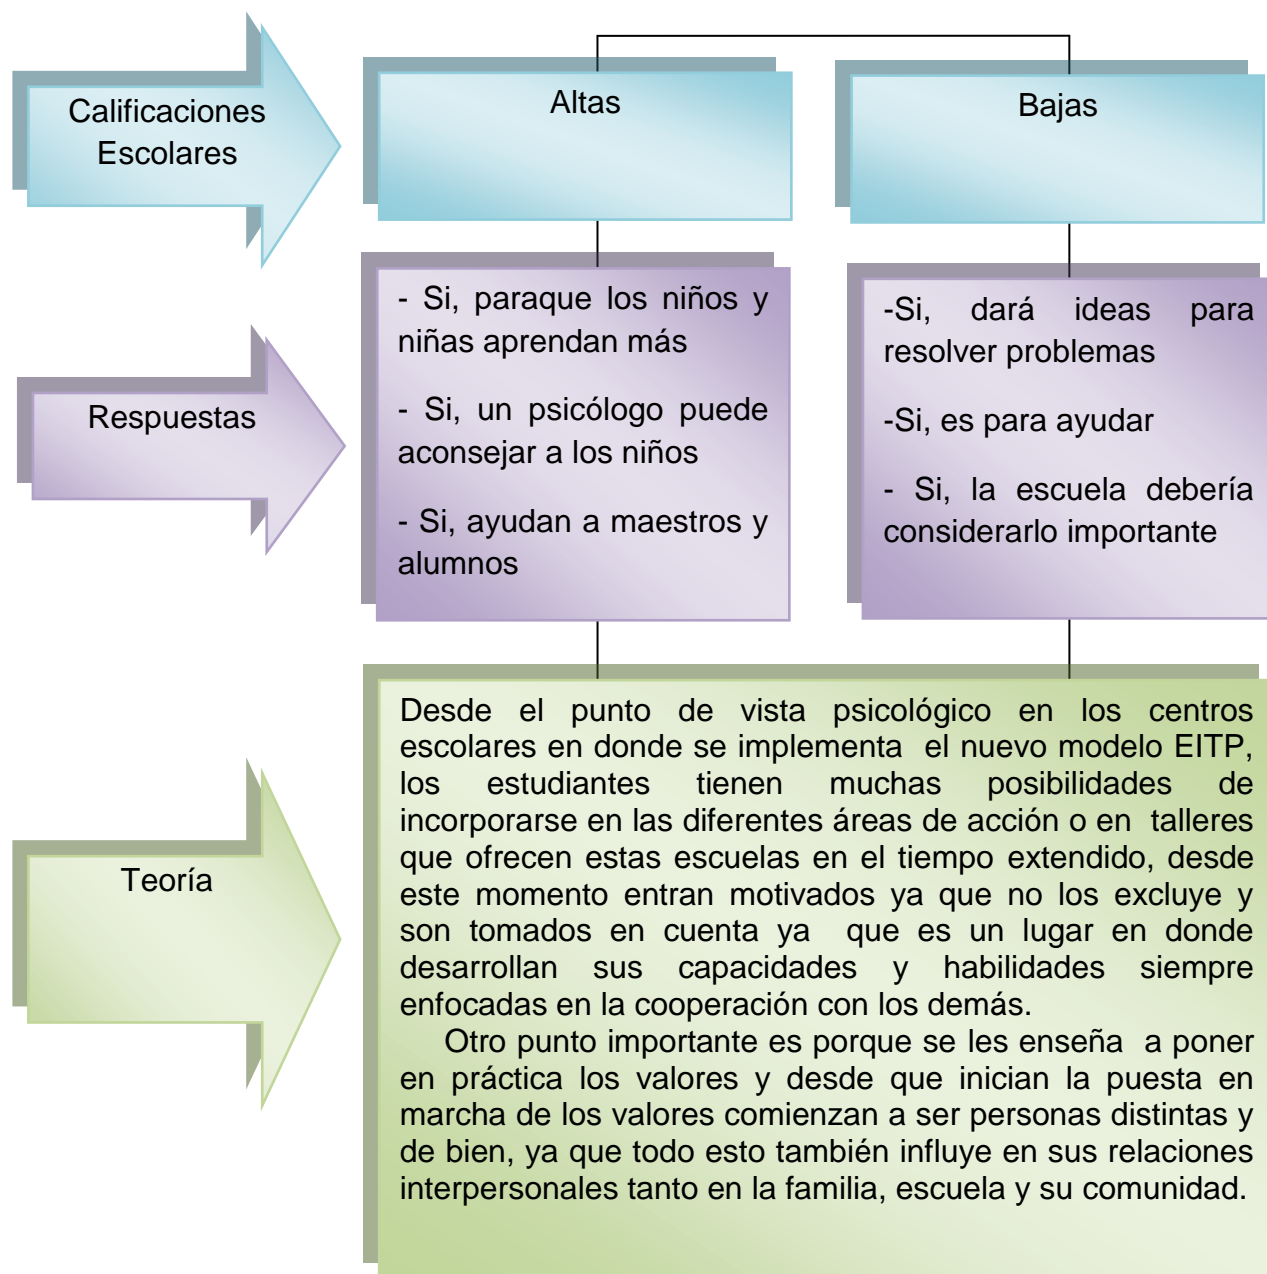 Calificaciones
Escolares
Altas
Bajas
Respuestas
- Si, paraque los niños y
niñas aprendan más
- Si, un psicólogo puede
aconsejar a los niños
- Si, ayudan a maestros y
alumnos
-Si, dará ideas para
resolver problemas
-Si, es para ayudar
- Si, la escuela debería
considerarlo importante
Teoría
Desde el punto de vista psicológico en los centros
escolares en donde se implementa el nuevo modelo EITP,
los estudiantes tienen muchas posibilidades de
incorporarse en las diferentes áreas de acción o en talleres
que ofrecen estas escuelas en el tiempo extendido, desde
este momento entran motivados ya que no los excluye y
son tomados en cuenta ya que es un lugar en donde
desarrollan sus capacidades y habilidades siempre
enfocadas en la cooperación con los demás.
Otro punto importante es porque se les enseña a poner
en práctica los valores y desde que inician la puesta en
marcha de los valores comienzan a ser personas distintas y
de bien, ya que todo esto también influye en sus relaciones
interpersonales tanto en la familia, escuela y su comunidad.